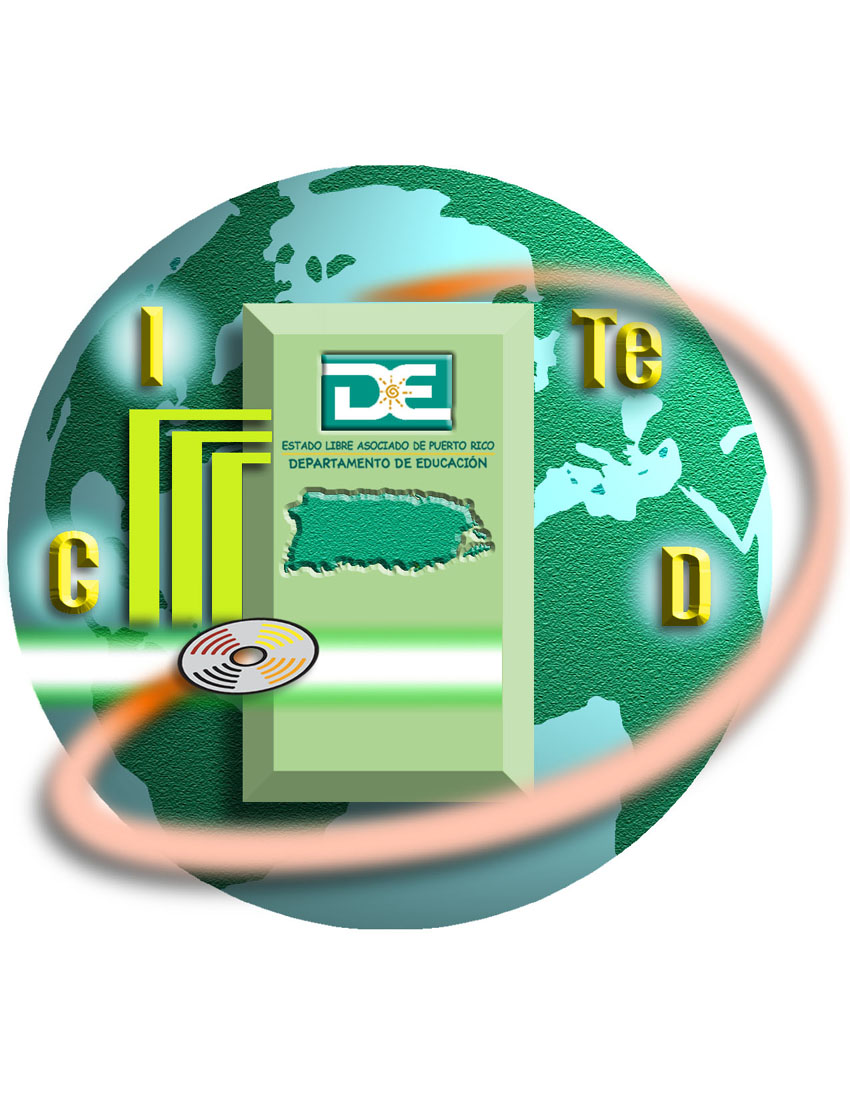 I
Te
DE
ESTADO LIBRE ASOCIADO DE PUERTO RICO
DEPARTAMENTO DE EDUCACIÓN
C
D